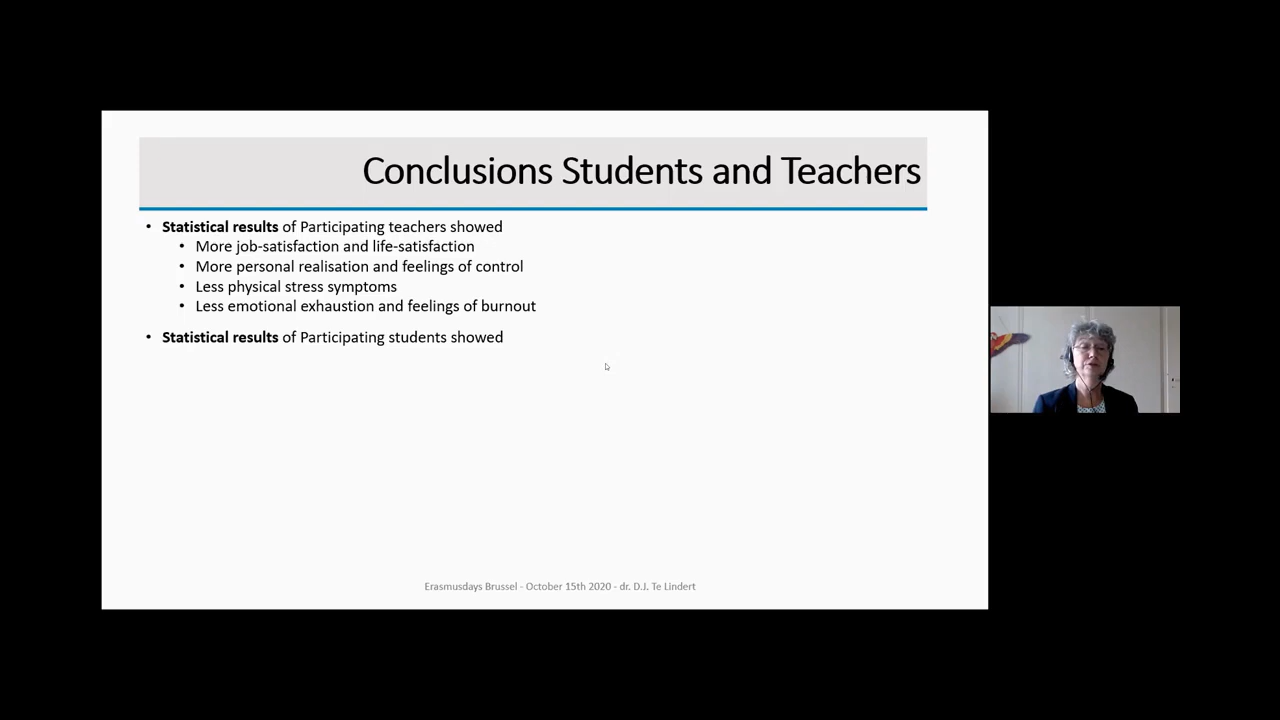 Conclusions Students and Teachers
• Statistical results of Participating teachers showed
• More job-satisfaction and life-satisfaction
• More personal realisation and feelings of control
• Less physical stress symptoms
• Less emotional exhaustion and feelings of burnout
• Statistical results of Participating students showed
Erasmusdays Brussel - October 15th 2020 - dr. D.J. Te Lindert